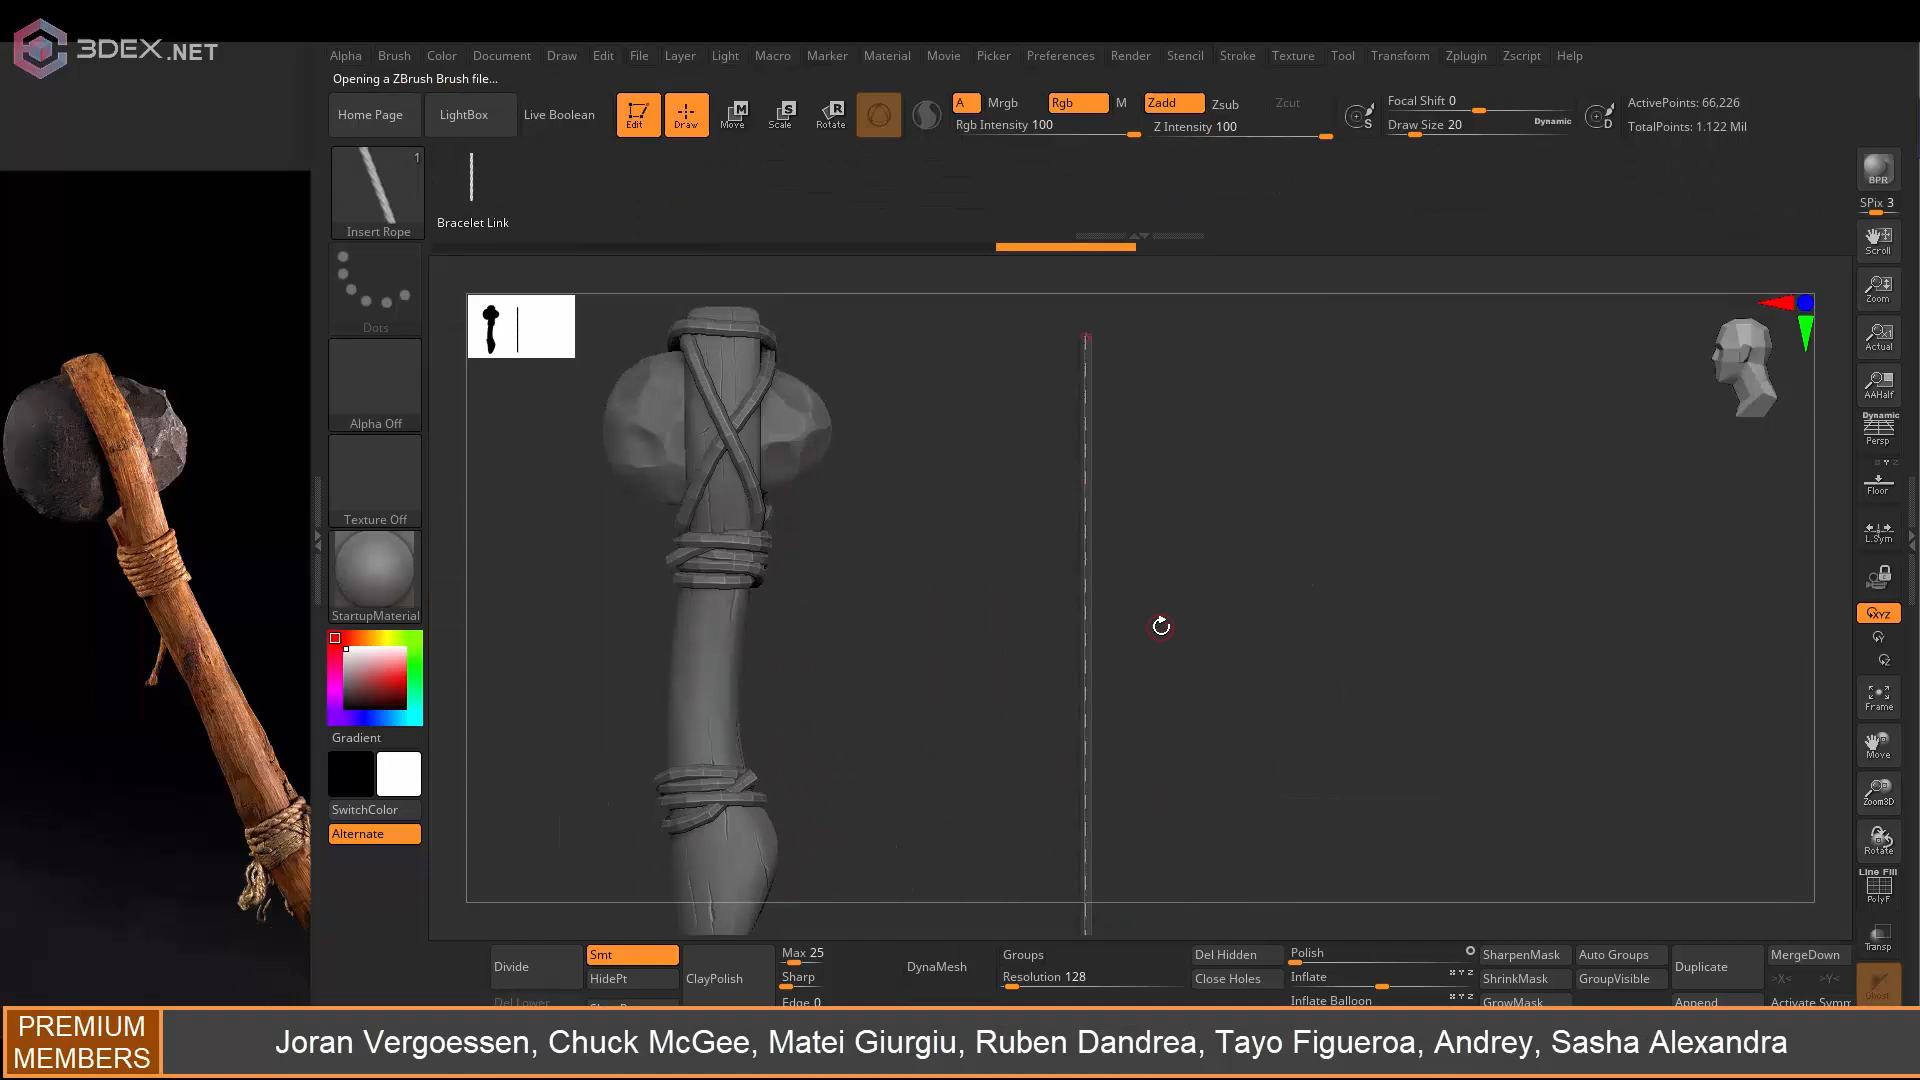 3DEX.NET
Alpha Brush Color Document Draw Edit File Layer Light Macro Marker Material Movie Picker Preferences Render Stencil Stroke Texture Tool Transform Zplugin Zscript Help
Opening a ZBrush Brush file...
Home Page LightBox Live Boolean Edit Draw Move Scale Rotate
M S R
A Mrgb Rgb M Zadd Zsub Zcut
Rgb Intensity 100 Z Intensity 100
Focal Shift 0
Draw Size 20 Dynamic
S D
ActivePoints: 66,226
TotalPoints: 1.122 Mil
1
Insert Rope
Bracelet Link
Dots
Alpha Off
Texture Off
StartupMaterial
Gradient
SwitchColor
Alternate
BPR
SPix 3
Scroll
Zoom
Actual
AAHalf
Dynamic
Persp
Floor
L.Sym
XYZ
Y
Z
Frame
Move
Zoom3D
Rotate
Line Fill
PolyF
Transp
Ghost
Divide Smt Max 25 Groups Del Hidden Polish SharpenMask Auto Groups MergeDown
HidePt ClayPolish Sharp DynaMesh Resolution 128 Close Holes Inflate ShrinkMask GroupVisible Duplicate >X< >Y<
Del Lower Edge 0 Inflate Balloon GrowMask Append Activate Symm
PREMIUM
MEMBERS
Joran Vergoessen, Chuck McGee, Matei Giurgiu, Ruben Dandrea, Tayo Figueroa, Andrey, Sasha Alexandra